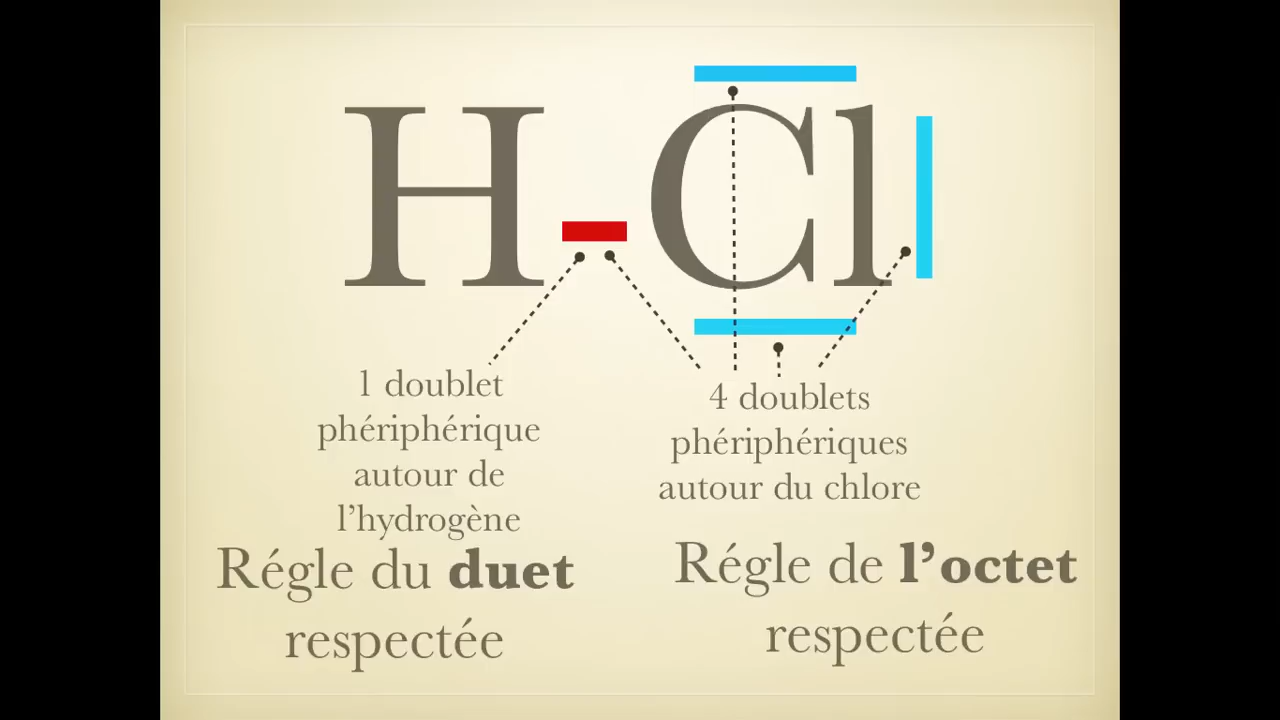 H-Cl
1 doublet
phériphérique
autour de
l'hydrogène
Régle du duet
respectée
4 doublets
phériphériques
autour du chlore
Régle de l'octet
respectée